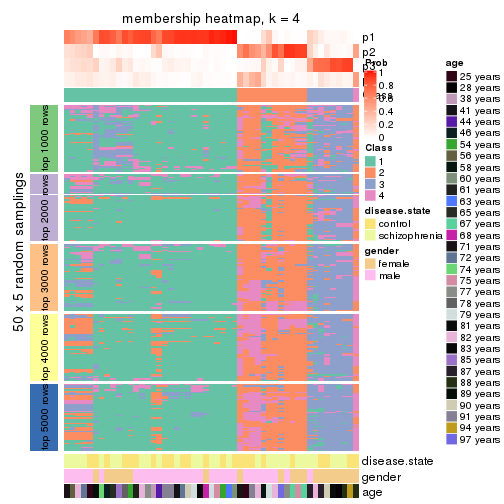 membership heatmap, k = 4
p1
p2
p3
Prob
1
0.8
0.6
0.4
0.2
0
Class
1
2
3
4
disease.state
control
schizophrenia
gender
female
male
age
25 years
28 years
38 years
41 years
44 years
46 years
54 years
56 years
58 years
60 years
61 years
63 years
65 years
67 years
68 years
71 years
72 years
74 years
75 years
77 years
78 years
79 years
81 years
82 years
83 years
85 years
87 years
88 years
89 years
90 years
91 years
94 years
97 years
50 x 5 random samplings
top 1000 rows
top 2000 rows
top 3000 rows
top 4000 rows
top 5000 rows
disease.state
gender
age